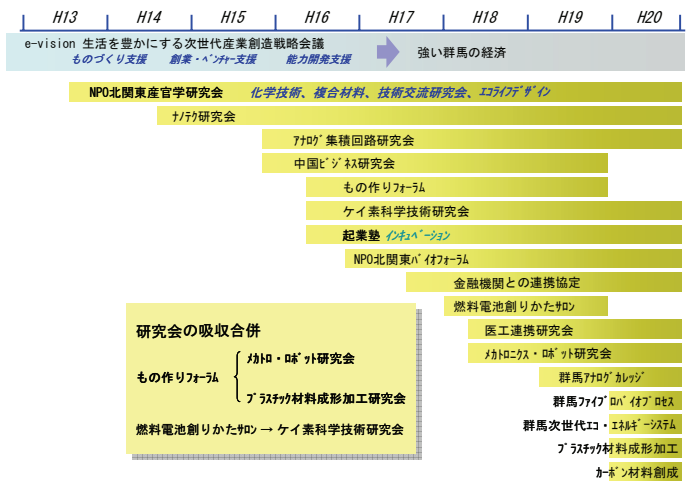 H13 H14 H15 H16 H17 H18 H19 H20
e-vision 生活を豊かにする次世代産業創造戦略会議
ものづくり支援 創業・ベンチャー支援 能力開発支援
強い群馬の経済
NPO北関東産官学研究会 化学技術、複合材料、技術交流研究会、エコライフデザイン
ナノテク研究会
アナログ集積回路研究会
中国ビジネス研究会
もの作りフォーラム
ケイ素科学技術研究会
起業塾 インキュベーション
NPO北関東バイオフォーラム
金融機関との連携協定
燃料電池創りかたサロン
医工連携研究会
メカトロニクス・ロボット研究会
群馬アナログカレッジ
群馬ファイブロバイオプロセス
群馬次世代エコ・エネルギーシステム
プラスチック材料成形加工
カーボン材料創成
研究会の吸収合併
メカトロ・ロボット研究会
もの作りフォーラム
プラスチック材料成形加工研究会
燃料電池創りかたサロン → ケイ素科学技術研究会